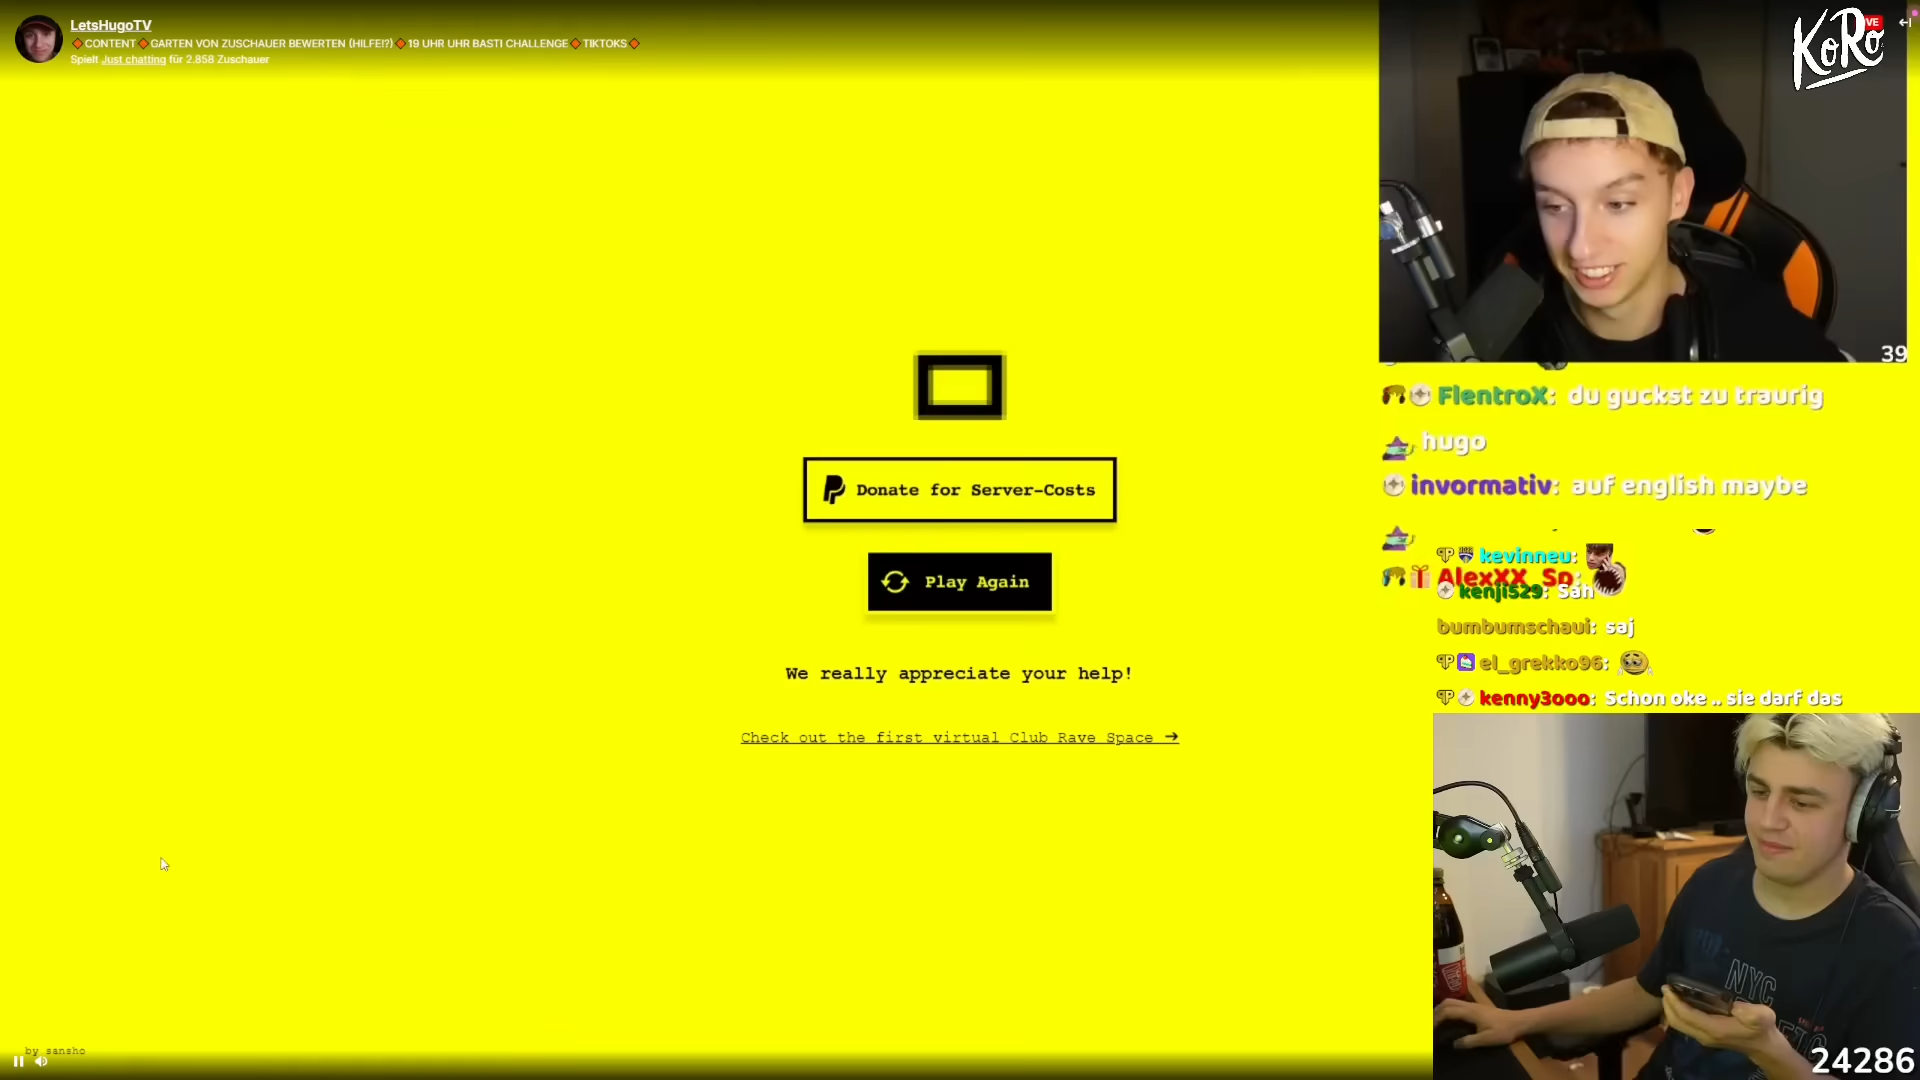 LetsHugoTV
🔶CONTENT🔶GARTEN VON ZUSCHAUER BEWERTEN (HILFE!?)🔶19 UHR UHR BASTI CHALLENGE🔶TIKTOKS🔶
Spielt Just chatting für 2.858 Zuschauer
KoRo
39
FlentroX: du guckst zu traurig
hugo
invormativ: auf english maybe
kevinneu:
AlexXX_Sp:
kenji529: Sah
bumbumschaui: saj
el_grekko96:
kenny3ooo: Schon oke .. sie darf das
Donate for Server-Costs
Play Again
We really appreciate your help!
Check out the first virtual Club Rave Space →
by sansho
NYC
24286